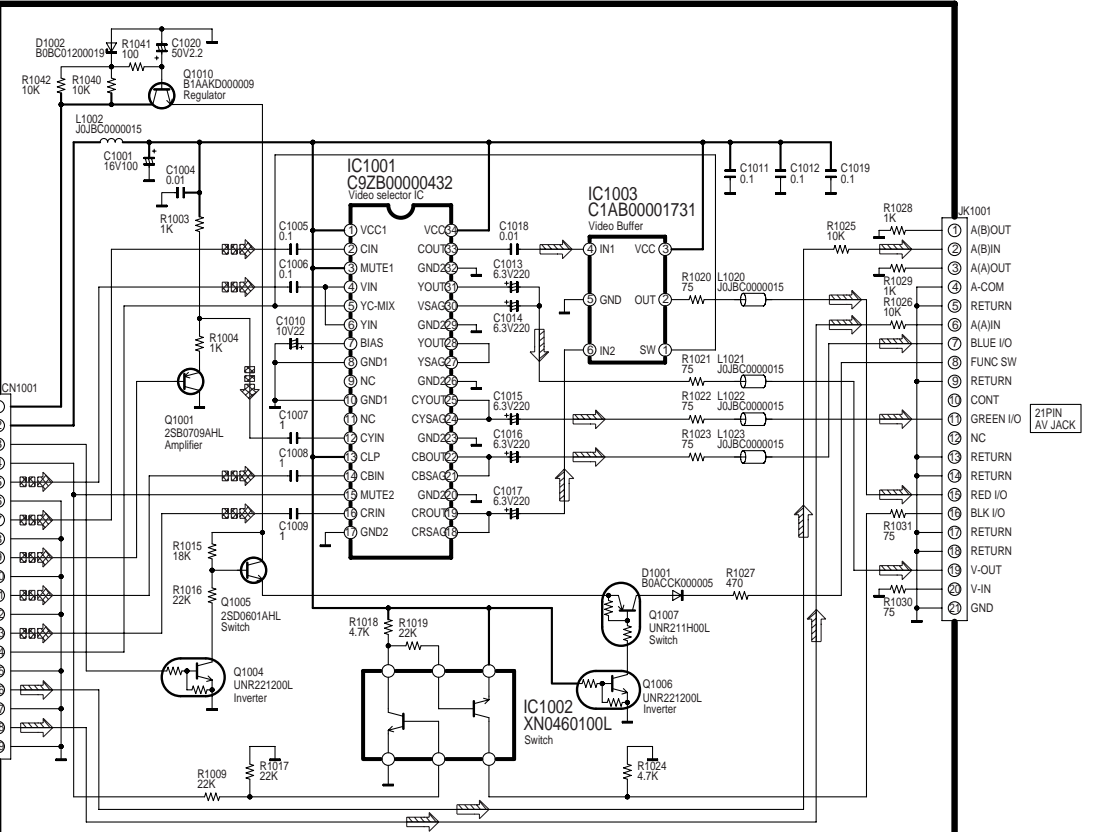 D1002
B0BC01200019
R1041
100
C1020
50V2.2
R1042
10K
R1040
10K
Q1010
B1AAKD000009
Regulator
L1002
J0JBC0000015
C1001
16V100
C1004
0.01
R1003
1K
IC1001
C9ZB00000432
Video selector IC
IC1003
C1AB00001731
Video Buffer
C1011
0.1
C1012
0.1
C1019
0.1
C1005
0.1
C1006
0.1
C1010
10V22
C1007
1
C1008
1
C1009
1
1 VCC1
2 CIN
3 MUTE1
4 VIN
5 YC-MIX
6 YIN
7 BIAS
8 GND1
9 NC
10 GND1
11 NC
12 CYIN
13 CLP
14 CBIN
15 MUTE2
16 CRIN
17 GND2
VCC 34
COUT 33
GND2 32
YOUT 31
VSAG 30
GND2 29
YOUT 28
YSAG 27
GND2 26
CYOUT 25
CYSAG 24
GND2 23
CBOUT 22
CBSAG 21
GND2 20
CROUT 19
CRSAG 18
C1018
0.01
C1013
6.3V220
C1014
6.3V220
C1015
6.3V220
C1016
6.3V220
C1017
6.3V220
4 IN1
VCC 3
5 GND
OUT 2
6 IN2
SW 1
R1020
75
L1020
J0JBC0000015
R1021
75
L1021
J0JBC0000015
R1022
75
L1022
J0JBC0000015
R1023
75
L1023
J0JBC0000015
R1025
10K
R1028
1K
R1029
1K
R1026
10K
R1031
75
R1030
75
JK1001
1 A(B)OUT
2 A(B)IN
3 A(A)OUT
4 A-COM
5 RETURN
6 A(A)IN
7 BLUE I/O
8 FUNC SW
9 RETURN
10 CONT
11 GREEN I/O
12 NC
13 RETURN
14 RETURN
15 RED I/O
16 BLK I/O
17 RETURN
18 RETURN
19 V-OUT
20 V-IN
21 GND
21PIN
AV JACK
R1004
1K
CN1001
Q1001
2SB0709AHL
Amplifier
R1015
18K
R1016
22K
Q1005
2SD0601AHL
Switch
Q1004
UNR221200L
Inverter
R1018
4.7K
R1019
22K
IC1002
XN0460100L
Switch
D1001
B0ACCK000005
R1027
470
Q1007
UNR211H00L
Switch
Q1006
UNR221200L
Inverter
R1009
22K
R1017
22K
R1024
4.7K